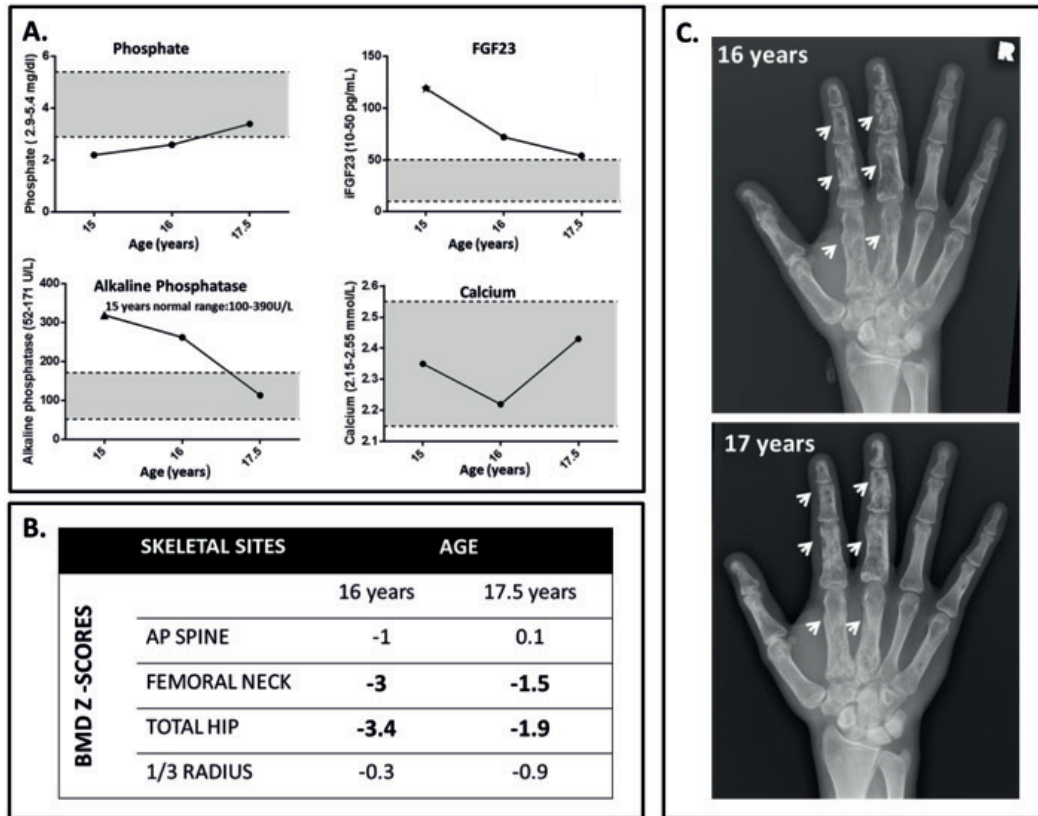 A.
Phosphate
Phosphate ( 2.9-5.4 mg/dl)
6
4
2
0
15
16
17.5
Age (years)
FGF23
iFGF23 (10-50 pg/mL)
150
100
50
0
15
16
17.5
Age (years)
Alkaline Phosphatase
15 years normal range:100-390U/L
Alkaline phosphatase (52-171 U/L)
400
300
200
100
0
15
16
17.5
Age (years)
Calcium
Calcium (2.15-2.55 mmol/L)
2.6
2.5
2.4
2.3
2.2
2.1
15
16
17.5
Age (years)
B.
SKELETAL SITES AGE
BMD Z -SCORES
16 years 17.5 years
AP SPINE -1 0.1
FEMORAL NECK -3 -1.5
TOTAL HIP -3.4 -1.9
1/3 RADIUS -0.3 -0.9
C.
16 years
R
17 years